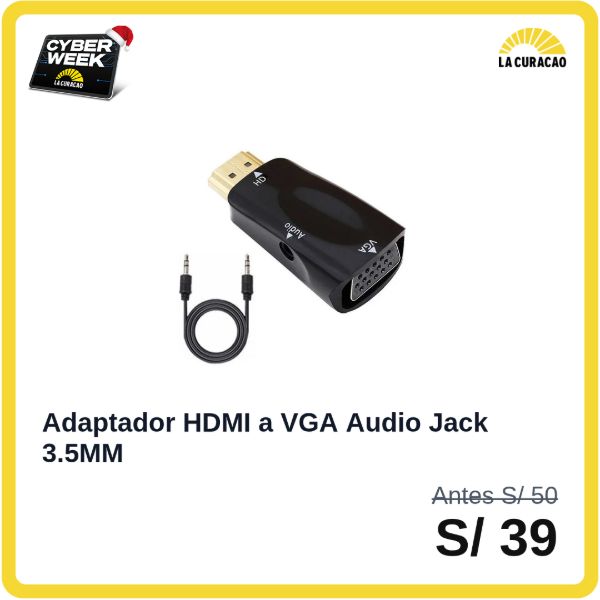 CYBER
WEEK
LA CURACAO
LA CURACAO
HD
Audio
VGA
Adaptador HDMI a VGA Audio Jack
3.5MM
Antes S/ 50
S/ 39